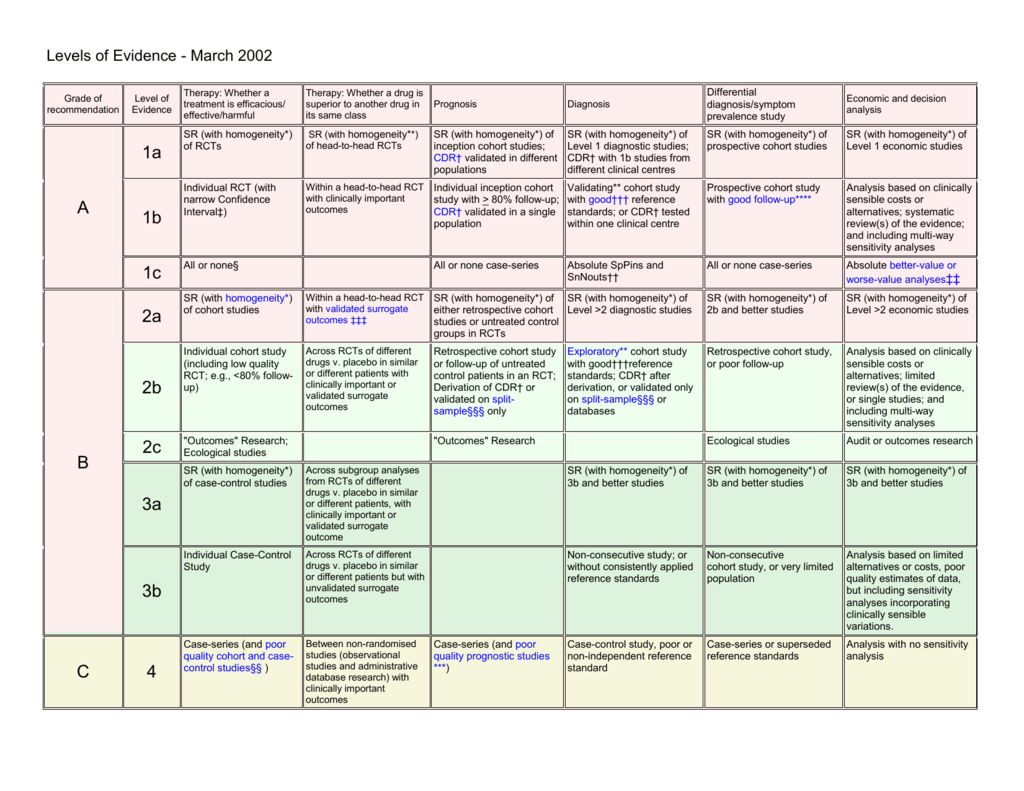 Levels of Evidence - March 2002
Grade of
recommendation
Level of
Evidence
Therapy: Whether a
treatment is efficacious/
effective/harmful
Therapy: Whether a drug is
superior to another drug in
its same class
Prognosis
Diagnosis
Differential
diagnosis/symptom
prevalence study
Economic and decision
analysis
A
1a
SR (with homogeneity*)
of RCTs
SR (with homogeneity**)
of head-to-head RCTs
SR (with homogeneity*) of
inception cohort studies;
CDR† validated in different
populations
SR (with homogeneity*) of
Level 1 diagnostic studies;
CDR† with 1b studies from
different clinical centres
SR (with homogeneity*) of
prospective cohort studies
SR (with homogeneity*) of
Level 1 economic studies
1b
Individual RCT (with
narrow Confidence
Interval‡)
Within a head-to-head RCT
with clinically important
outcomes
Individual inception cohort
study with > 80% follow-up;
CDR† validated in a single
population
Validating** cohort study
with good††† reference
standards; or CDR† tested
within one clinical centre
Prospective cohort study
with good follow-up****
Analysis based on clinically
sensible costs or
alternatives; systematic
review(s) of the evidence;
and including multi-way
sensitivity analyses
1c
All or none§
All or none case-series
Absolute SpPins and
SnNouts††
All or none case-series
Absolute better-value or
worse-value analyses‡‡
B
2a
SR (with homogeneity*)
of cohort studies
Within a head-to-head RCT
with validated surrogate
outcomes ‡‡‡
SR (with homogeneity*) of
either retrospective cohort
studies or untreated control
groups in RCTs
SR (with homogeneity*) of
Level >2 diagnostic studies
SR (with homogeneity*) of
2b and better studies
SR (with homogeneity*) of
Level >2 economic studies
2b
Individual cohort study
(including low quality
RCT; e.g., <80% follow-
up)
Across RCTs of different
drugs v. placebo in similar
or different patients with
clinically important or
validated surrogate
outcomes
Retrospective cohort study
or follow-up of untreated
control patients in an RCT;
Derivation of CDR† or
validated on split-
sample§§§ only
Exploratory** cohort study
with good†††reference
standards; CDR† after
derivation, or validated only
on split-sample§§§ or
databases
Retrospective cohort study,
or poor follow-up
Analysis based on clinically
sensible costs or
alternatives; limited
review(s) of the evidence,
or single studies; and
including multi-way
sensitivity analyses
2c
"Outcomes" Research;
Ecological studies
"Outcomes" Research
Ecological studies
Audit or outcomes research
3a
SR (with homogeneity*)
of case-control studies
Across subgroup analyses
from RCTs of different
drugs v. placebo in similar
or different patients, with
clinically important or
validated surrogate
outcome
SR (with homogeneity*) of
3b and better studies
SR (with homogeneity*) of
3b and better studies
SR (with homogeneity*) of
3b and better studies
3b
Individual Case-Control
Study
Across RCTs of different
drugs v. placebo in similar
or different patients but with
unvalidated surrogate
outcomes
Non-consecutive study; or
without consistently applied
reference standards
Non-consecutive
cohort study, or very limited
population
Analysis based on limited
alternatives or costs, poor
quality estimates of data,
but including sensitivity
analyses incorporating
clinically sensible
variations.
C
4
Case-series (and poor
quality cohort and case-
control studies§§ )
Between non-randomised
studies (observational
studies and administrative
database research) with
clinically important
outcomes
Case-series (and poor
quality prognostic studies
***)
Case-control study, poor or
non-independent reference
standard
Case-series or superseded
reference standards
Analysis with no sensitivity
analysis